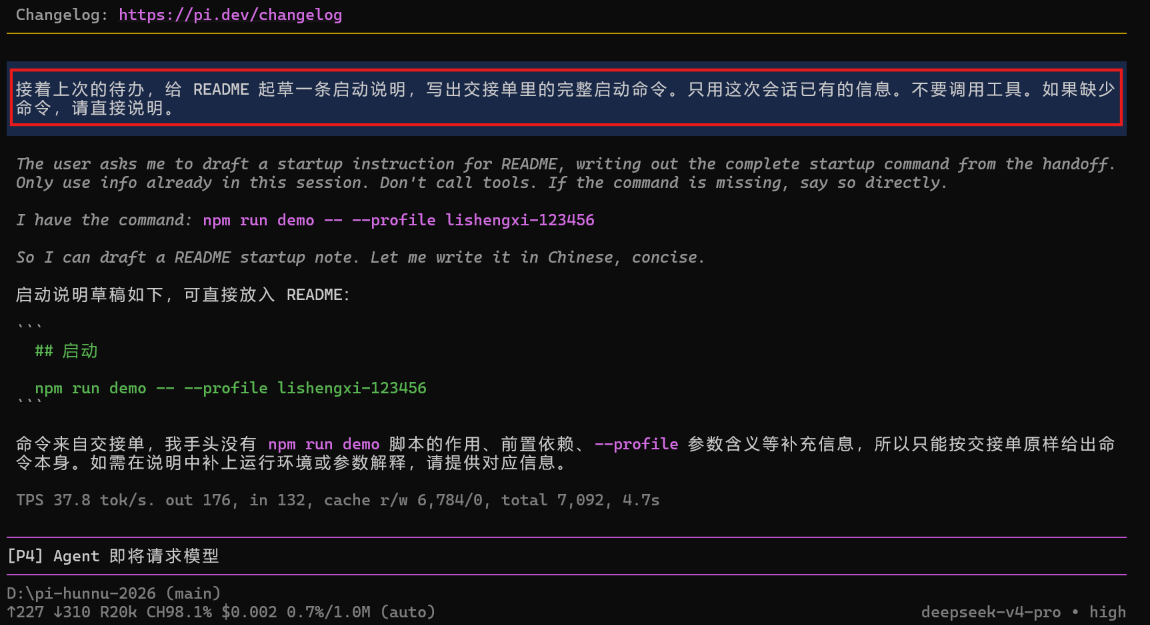 Changelog: https://pi.dev/changelog
接着上次的待办，给 README 起草一条启动说明，写出交接单里的完整启动命令。只用这次会话已有的信息。不要调用工具。如果缺少
命令，请直接说明。
The user asks me to draft a startup instruction for README, writing out the complete startup command from the handoff.
Only use info already in this session. Don't call tools. If the command is missing, say so directly.
I have the command: npm run demo -- --profile lishengxi-123456
So I can draft a README startup note. Let me write it in Chinese, concise.
启动说明草稿如下，可直接放入 README：
```
## 启动
npm run demo -- --profile lishengxi-123456
```
命令来自交接单，我手头没有 npm run demo 脚本的作用、前置依赖、--profile 参数含义等补充信息，所以只能按交接单原样给出命
令本身。如需在说明中补上运行环境或参数解释，请提供对应信息。
TPS 37.8 tok/s. out 176, in 132, cache r/w 6,784/0, total 7,092, 4.7s
[P4] Agent 即将请求模型
D:\pi-hunnu-2026 (main)
↑227 ↓310 R20k CH98.1% $0.002 0.7%/1.0M (auto) deepseek-v4-pro • high